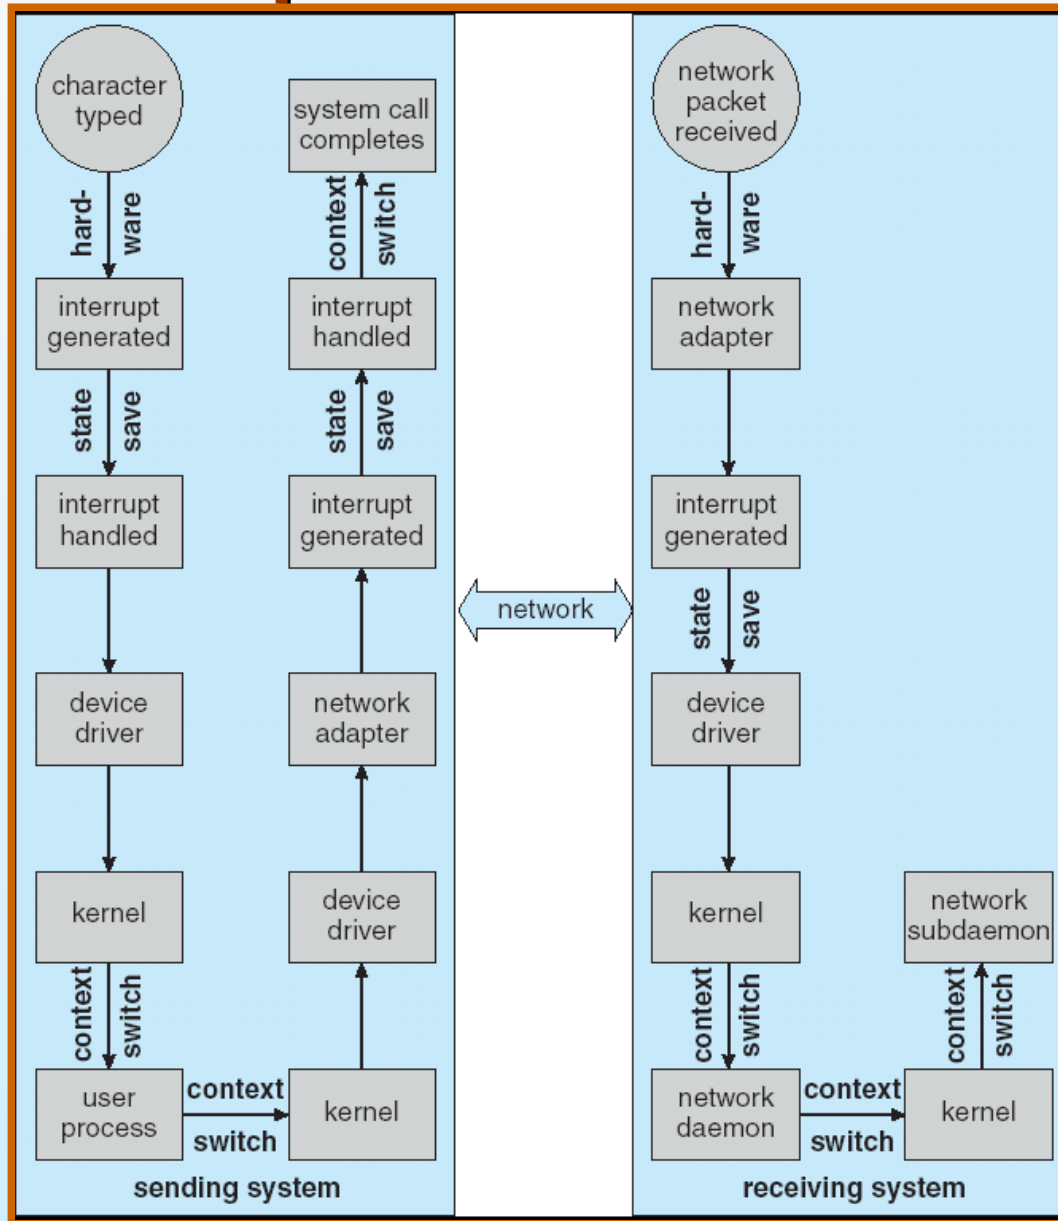 character
typed
hard-
ware
interrupt
generated
state
save
interrupt
handled
device
driver
kernel
context
switch
user
process
context
switch
kernel
device
driver
network
adapter
interrupt
generated
state
save
interrupt
handled
context
switch
system call
completes
sending system
network
network
packet
received
hard-
ware
network
adapter
interrupt
generated
state
save
device
driver
kernel
context
switch
network
daemon
context
switch
kernel
context
switch
network
subdaemon
receiving system